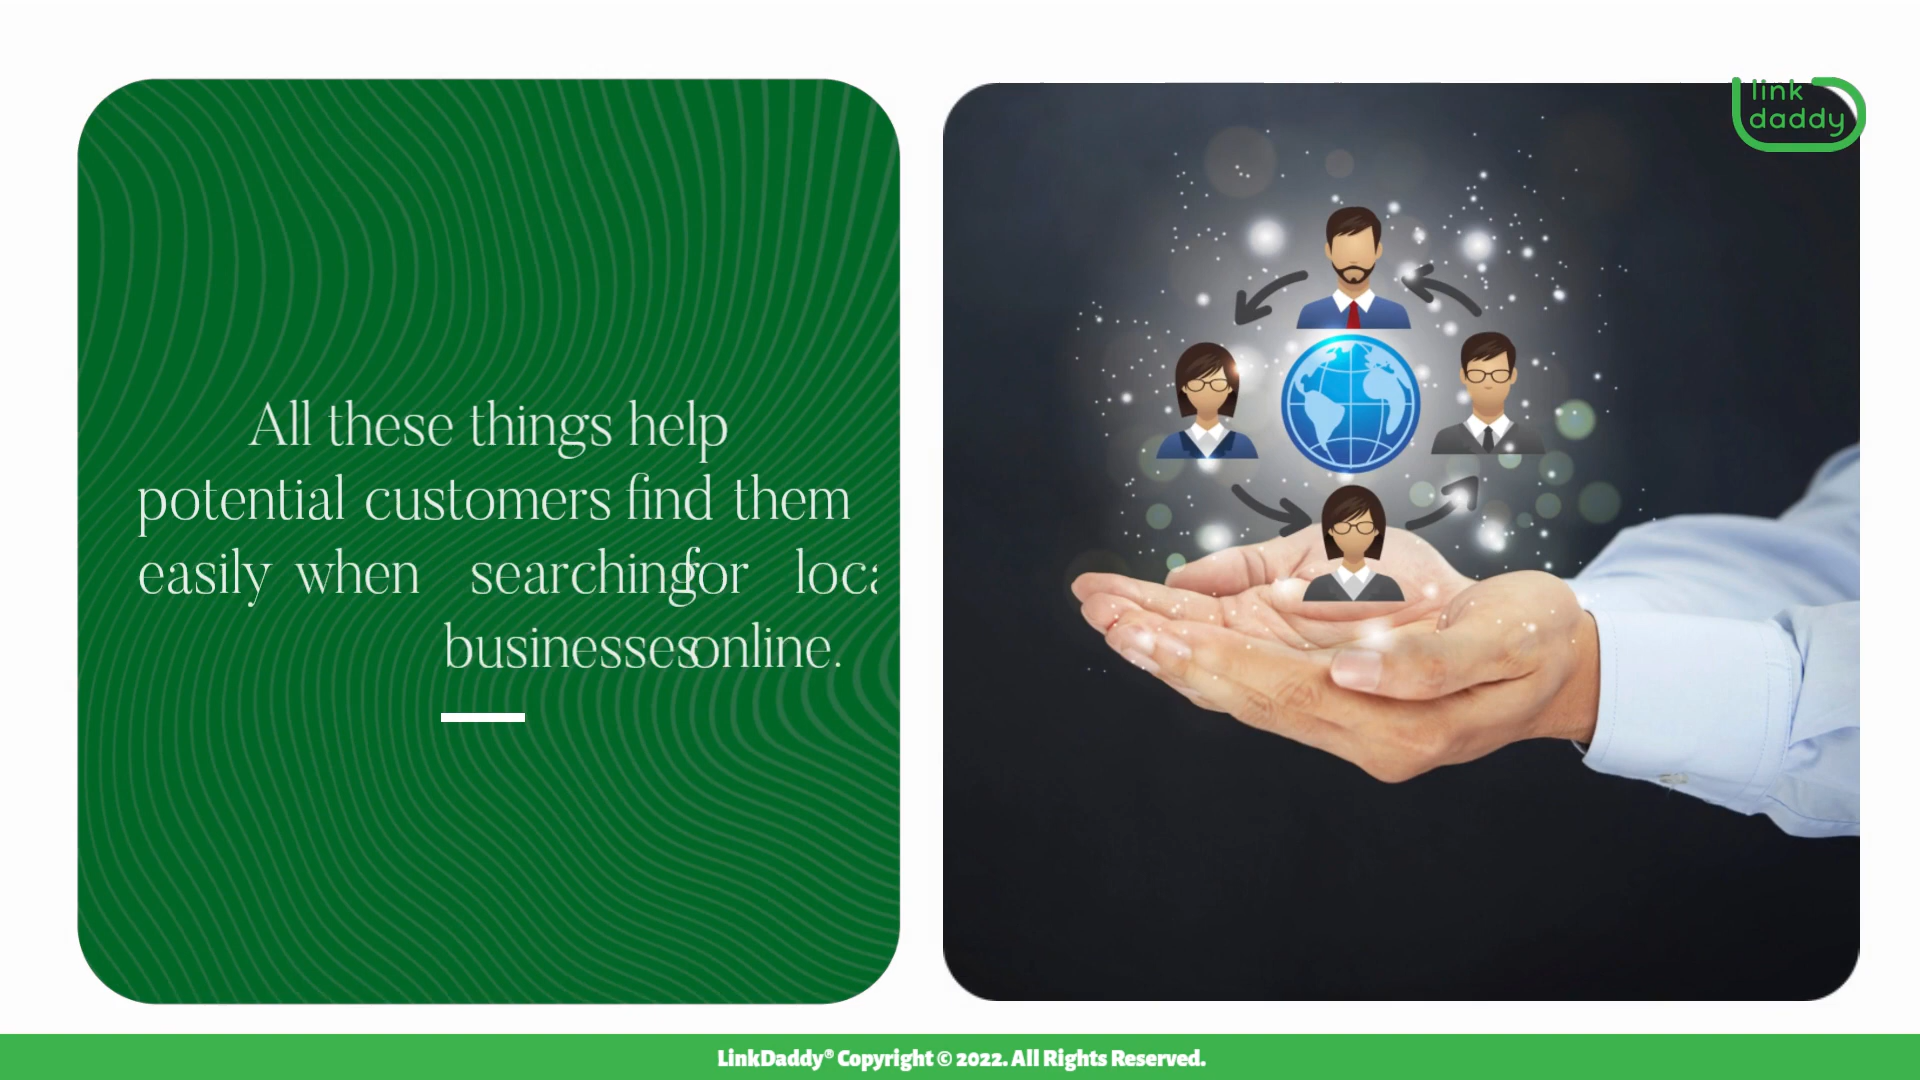 All these things help
potential customers find them
easily when searching for loca
businesses online.
link
daddy
LinkDaddy® Copyright © 2022. All Rights Reserved.